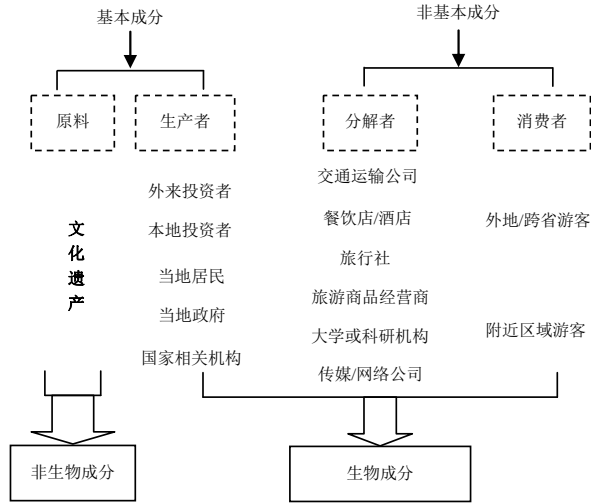 基本成分
非基本成分
原料
生产者
分解者
消费者
文化遗产
外来投资者
本地投资者
当地居民
当地政府
国家相关机构
交通运输公司
餐饮店/酒店
旅行社
旅游商品经营商
大学或科研机构
传媒/网络公司
外地/跨省游客
附近区域游客
非生物成分
生物成分